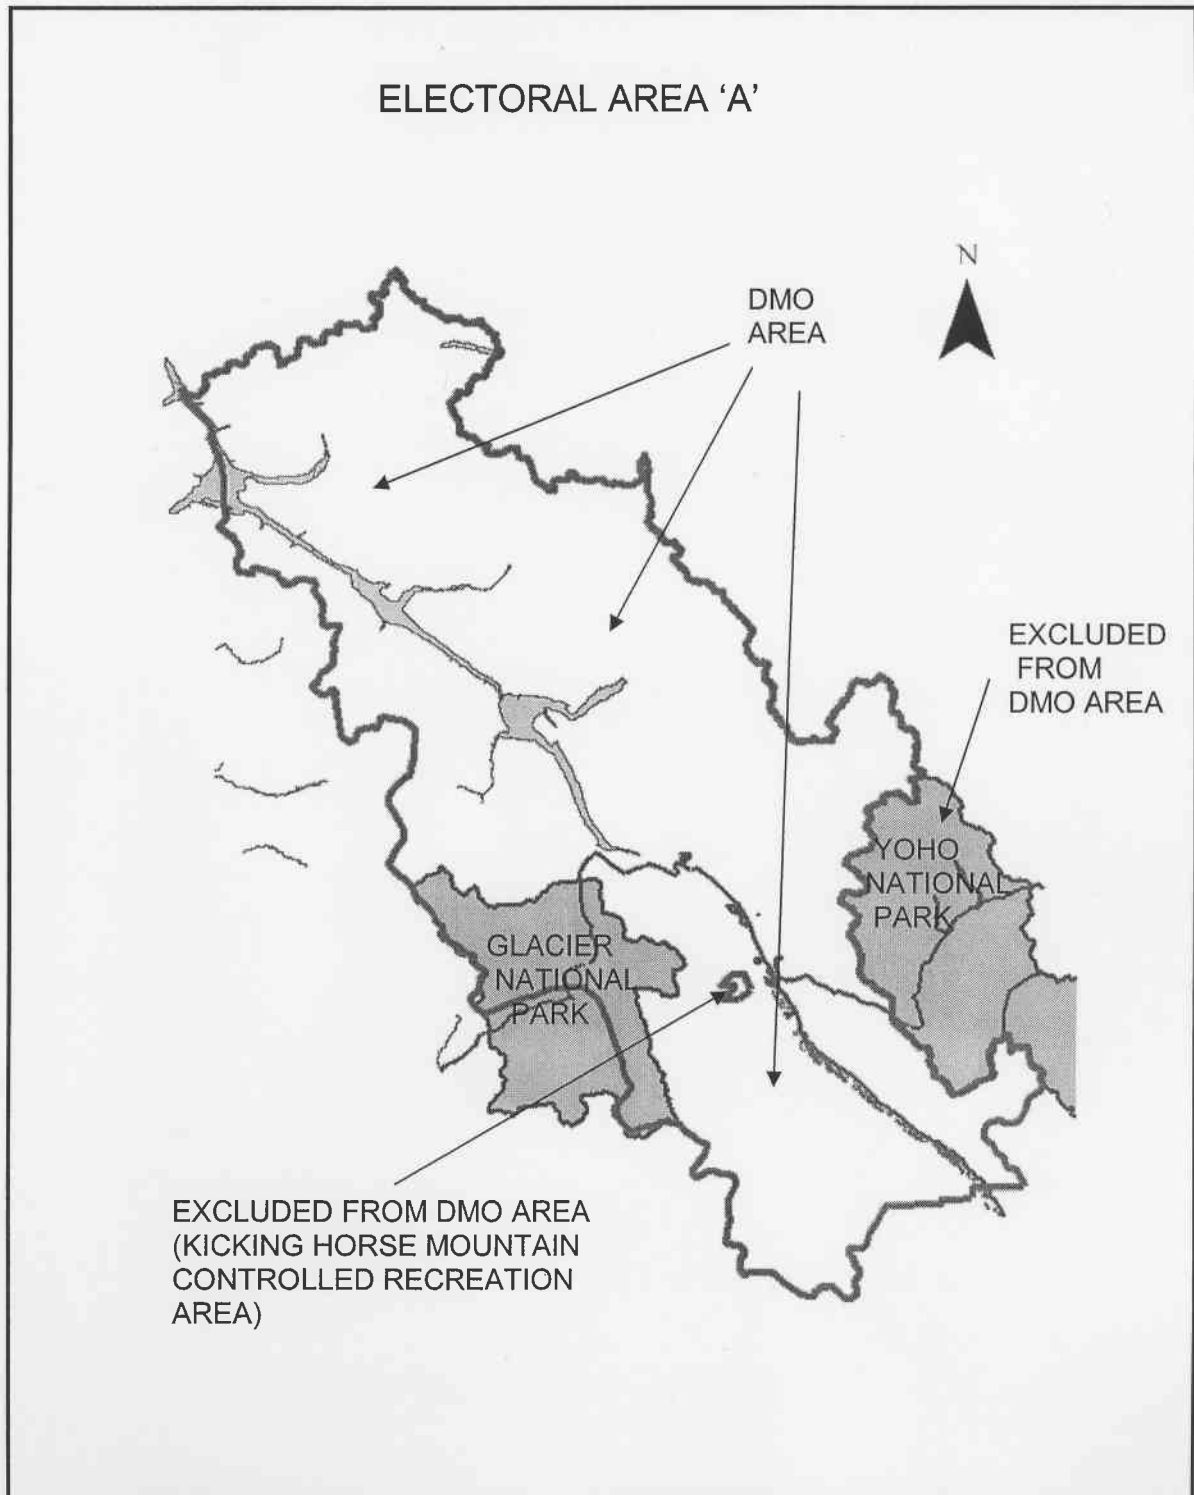 ELECTORAL AREA ‘A’
N
DMO
AREA
EXCLUDED
FROM
DMO AREA
YOHO
NATIONAL
PARK
GLACIER
NATIONAL
PARK
EXCLUDED FROM DMO AREA
(KICKING HORSE MOUNTAIN
CONTROLLED RECREATION
AREA)